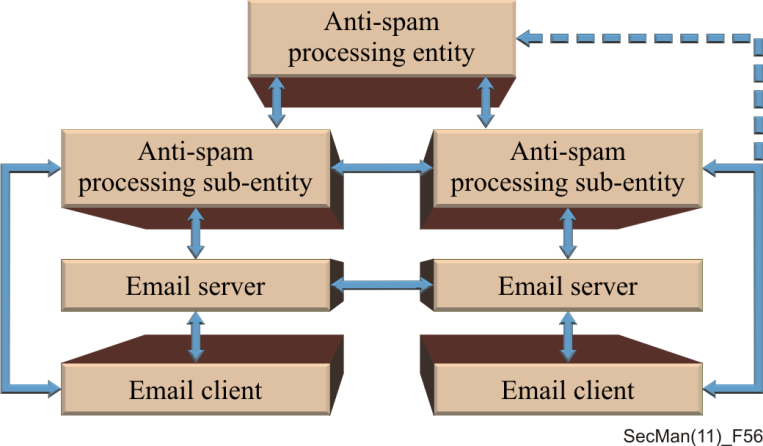 Anti-spam
processing entity
Anti-spam
processing sub-entity
Anti-spam
processing sub-entity
Email server
Email server
Email client
Email client
SecMan(11)_F56